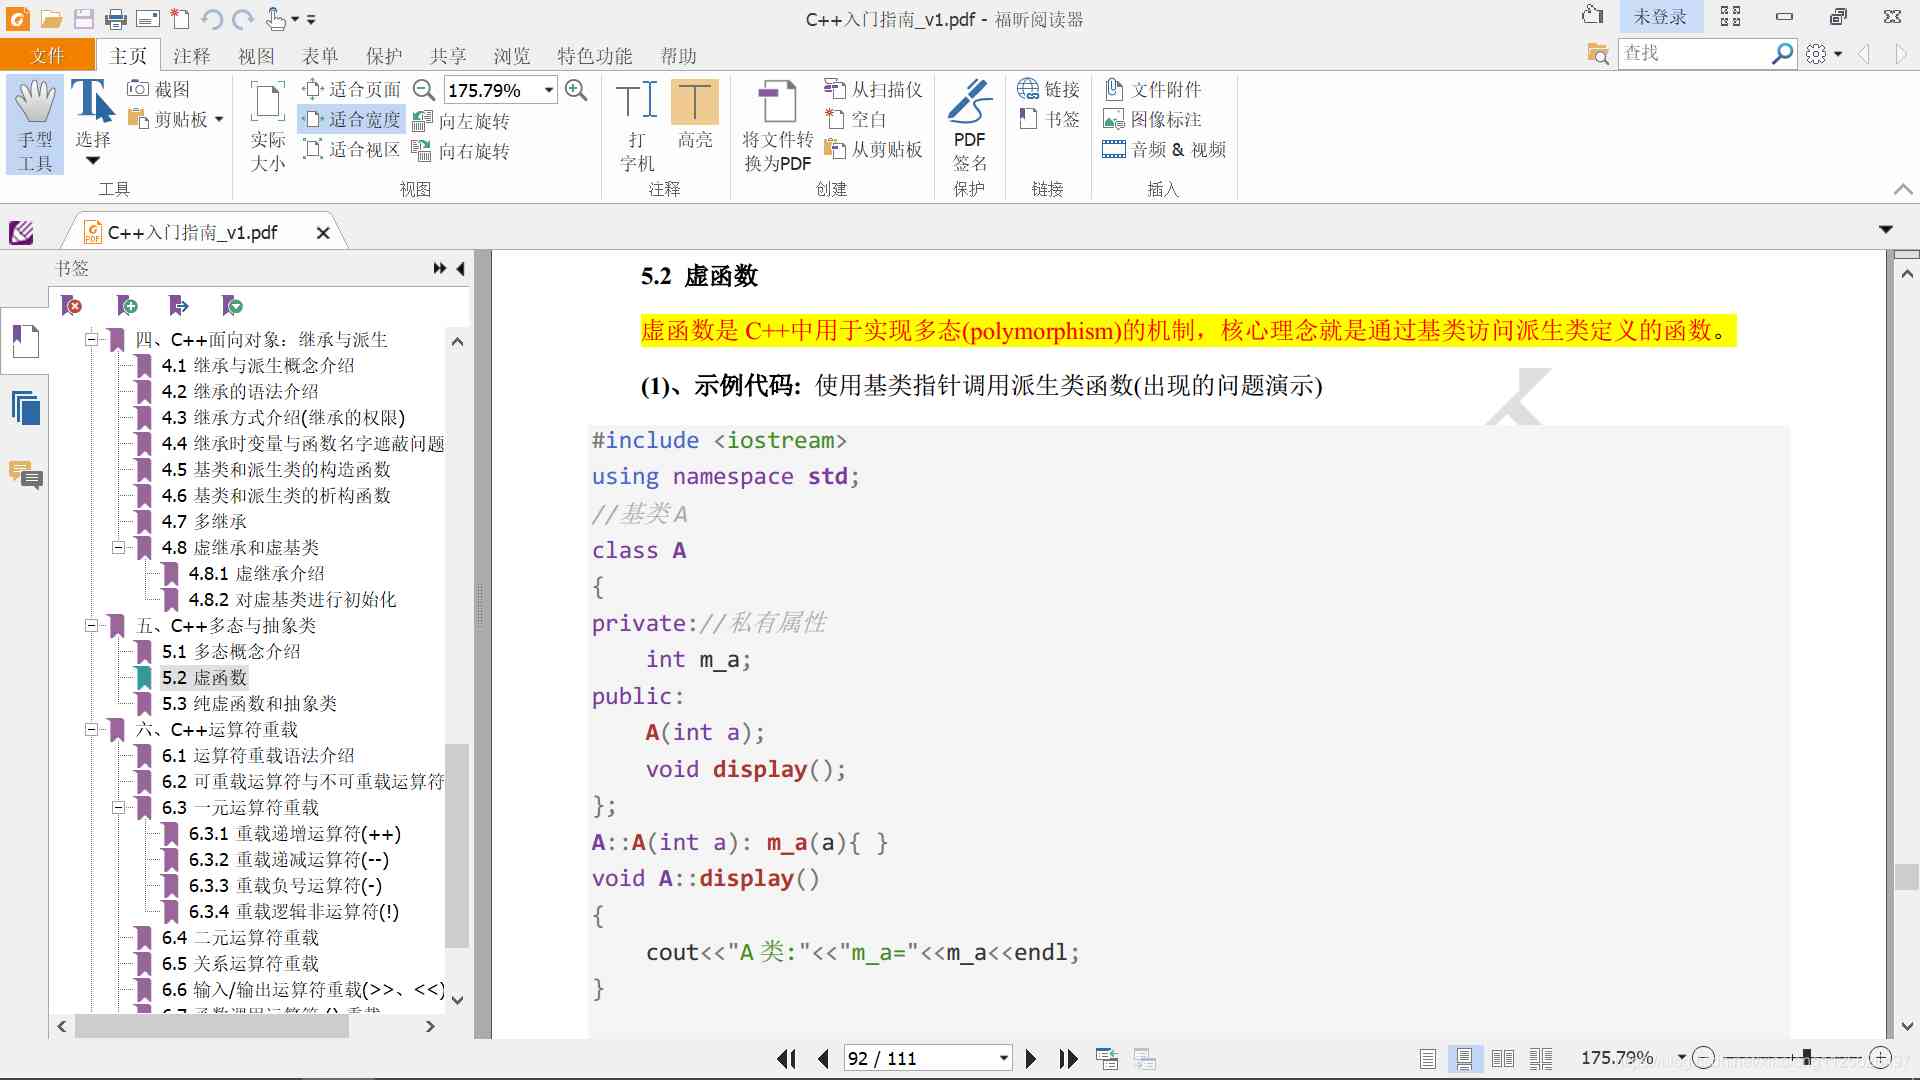 C++入门指南_v1.pdf - 福昕阅读器
未登录
文件 主页 注释 视图 表单 保护 共享 浏览 特色功能 帮助
查找
手型工具
选择
截图
剪贴板
工具
实际大小
适合页面
适合宽度
适合视区
175.79%
向左旋转
向右旋转
视图
打字机
高亮
注释
将文件转换为PDF
从扫描仪
空白
从剪贴板
创建
PDF签名
保护
链接
书签
链接
文件附件
图像标注
音频 & 视频
插入
C++入门指南_v1.pdf
书签
四、C++面向对象：继承与派生
4.1 继承与派生概念介绍
4.2 继承的语法介绍
4.3 继承方式介绍(继承的权限)
4.4 继承时变量与函数名字遮蔽问题
4.5 基类和派生类的构造函数
4.6 基类和派生类的析构函数
4.7 多继承
4.8 虚继承和虚基类
4.8.1 虚继承介绍
4.8.2 对虚基类进行初始化
五、C++多态与抽象类
5.1 多态概念介绍
5.2 虚函数
5.3 纯虚函数和抽象类
六、C++运算符重载
6.1 运算符重载语法介绍
6.2 可重载运算符与不可重载运算符
6.3 一元运算符重载
6.3.1 重载递增运算符(++)
6.3.2 重载递减运算符(--)
6.3.3 重载负号运算符(-)
6.3.4 重载逻辑非运算符(!)
6.4 二元运算符重载
6.5 关系运算符重载
6.6 输入/输出运算符重载(>>、<<)
5.2 虚函数
虚函数是 C++中用于实现多态(polymorphism)的机制，核心理念就是通过基类访问派生类定义的函数。
(1)、示例代码: 使用基类指针调用派生类函数(出现的问题演示)
#include <iostream>
using namespace std;
//基类A
class A
{
private://私有属性
int m_a;
public:
A(int a);
void display();
};
A::A(int a): m_a(a){ }
void A::display()
{
cout<<"A 类:"<<"m_a="<<m_a<<endl;
}
92 / 111
175.79%